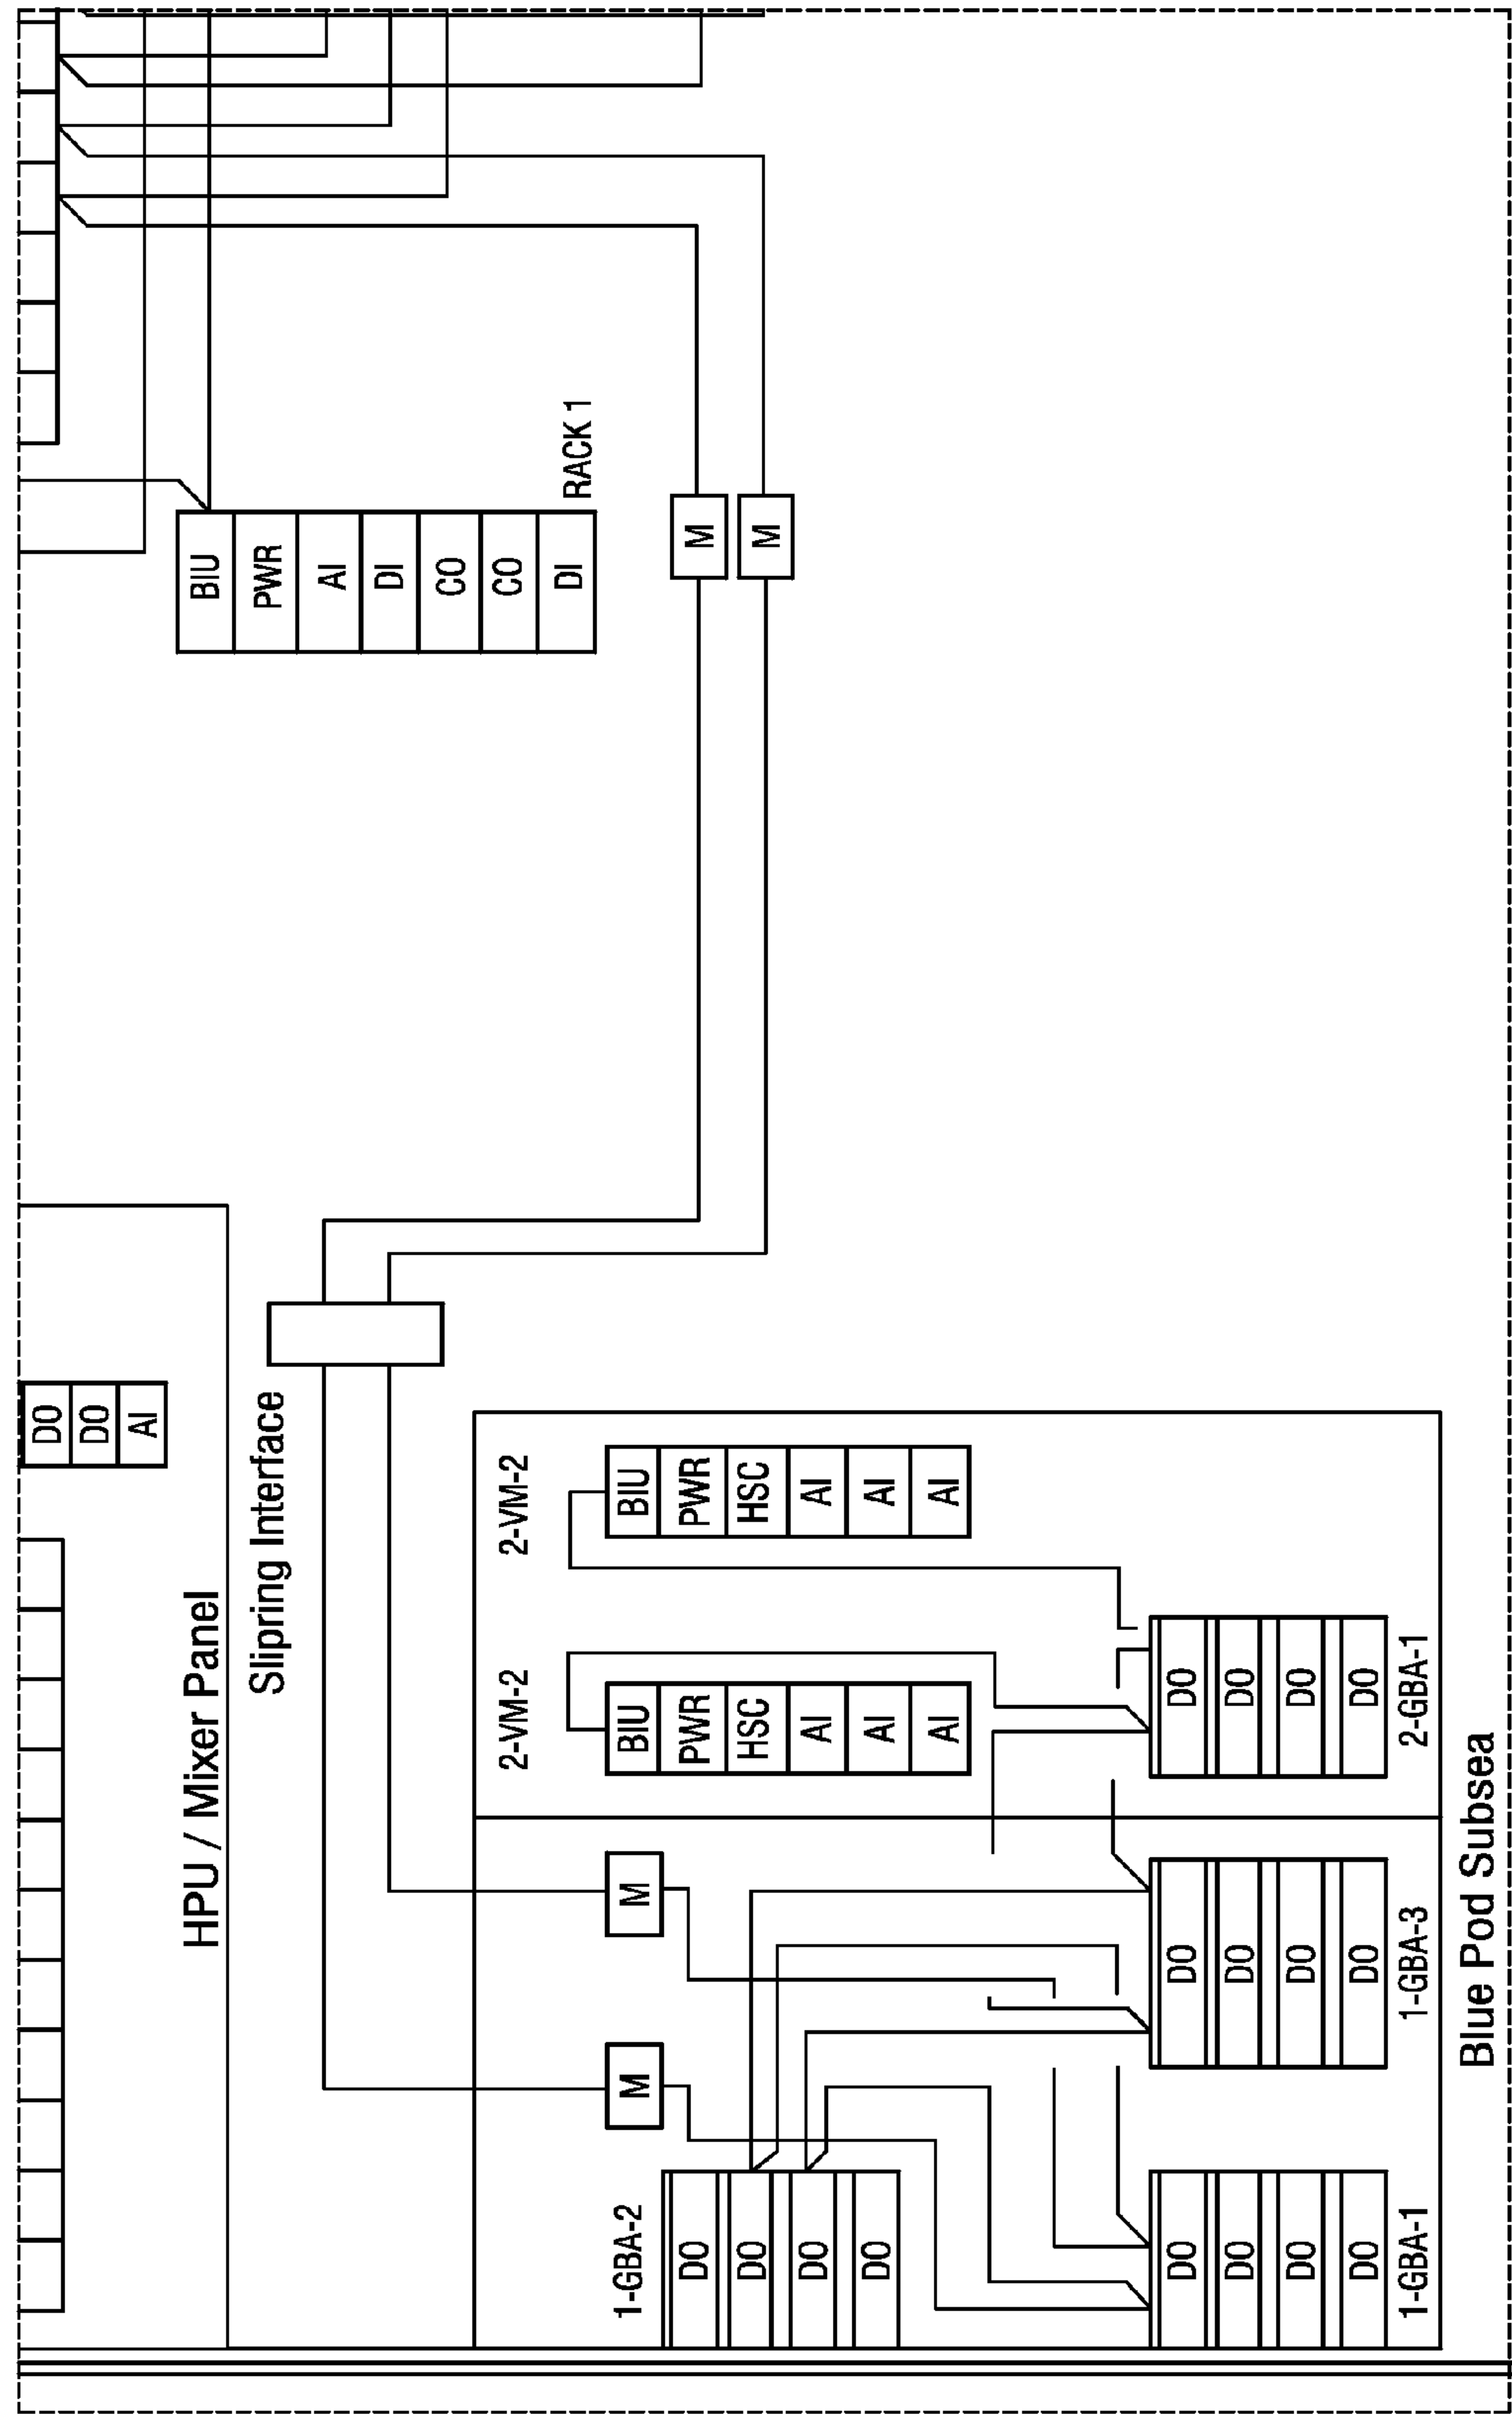 BIU
PWR
AI
DI
CO
CO
DI
RACK 1
M
M
DO
DO
AI
HPU / Mixer Panel
Slipring Interface
2-VM-2
BIU
PWR
HSC
AI
AI
AI
2-VM-2
BIU
PWR
HSC
AI
AI
AI
M
M
1-GBA-2
DO
DO
DO
DO
DO
DO
DO
DO
1-GBA-1
DO
DO
DO
DO
1-GBA-3
DO
DO
DO
DO
2-GBA-1
Blue Pod Subsea